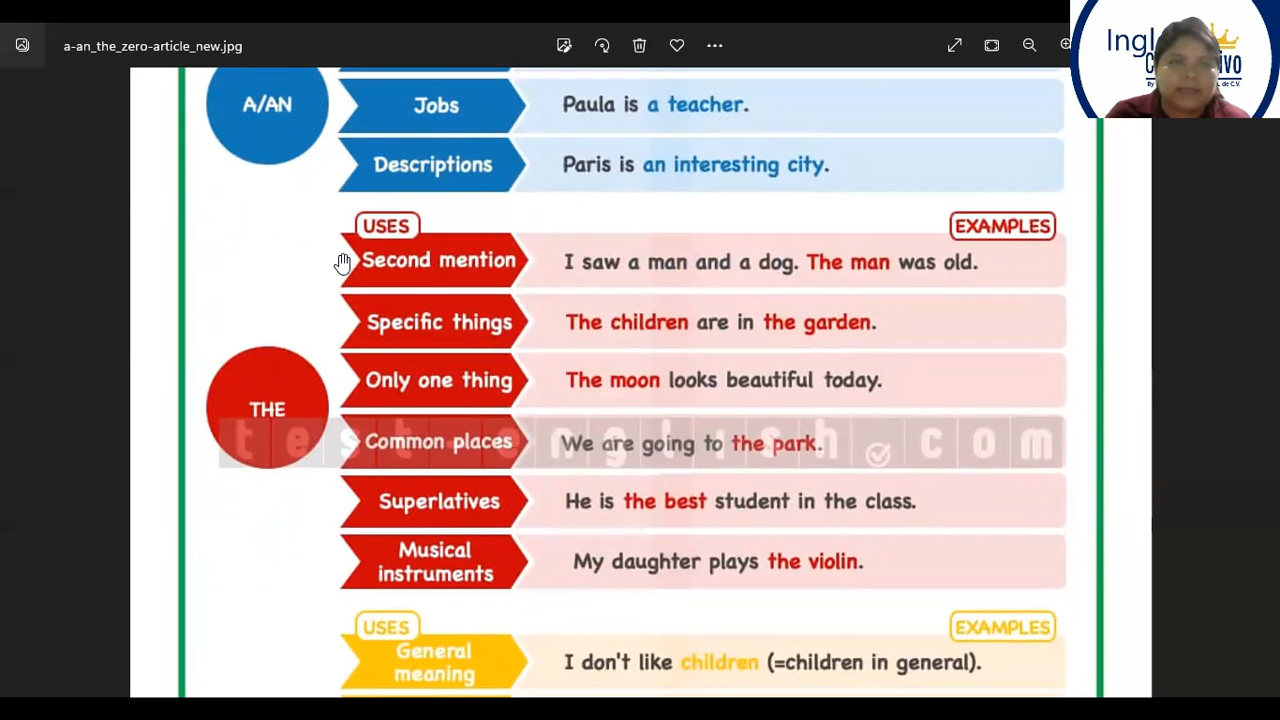 a-an_the_zero-article_new.jpg
A/AN
Jobs
Paula is a teacher.
Descriptions
Paris is an interesting city.
USES
EXAMPLES
Second mention
I saw a man and a dog. The man was old.
Specific things
The children are in the garden.
THE
Only one thing
The moon looks beautiful today.
Common places
We are going to the park.
test-english.com
Superlatives
He is the best student in the class.
Musical
instruments
My daughter plays the violin.
USES
EXAMPLES
General
meaning
I don't like children (=children in general).